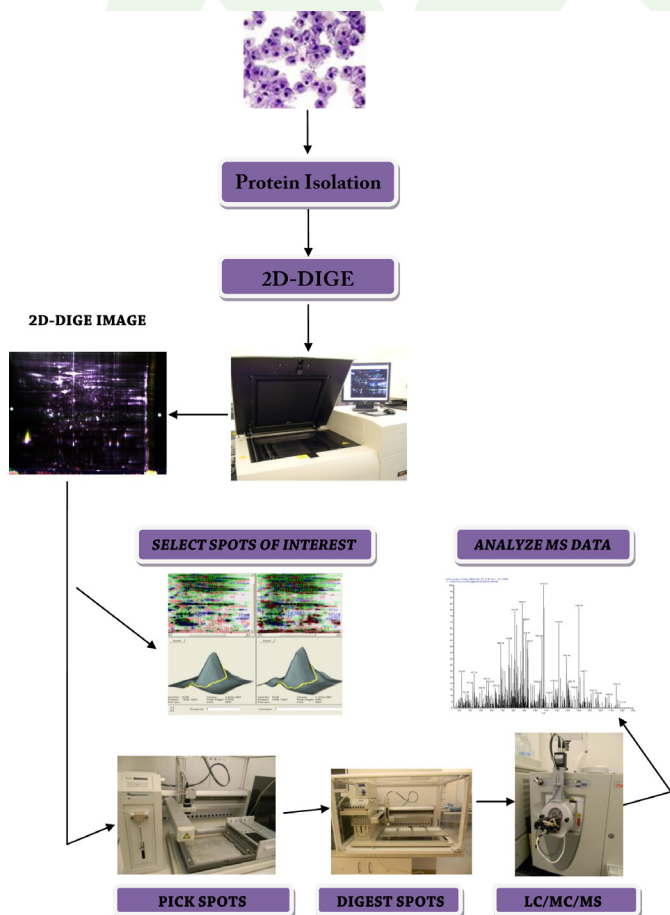 Protein Isolation
2D-DIGE
2D-DIGE IMAGE
SELECT SPOTS OF INTEREST
ANALYZE MS DATA
PICK SPOTS
DIGEST SPOTS
LC/MC/MS